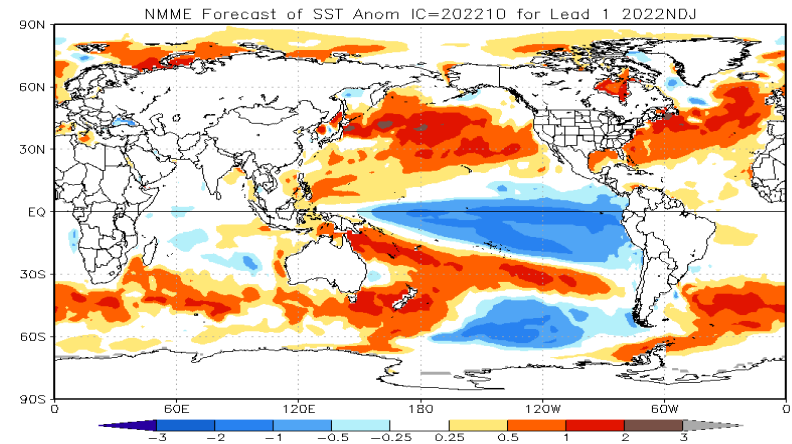 NMME Forecast of SST Anom IC=202210 for Lead 1 2022NDJ
90N
60N
30N
EQ
30S
60S
90S
0 60E 120E 180 120W 60W 0
-3 -2 -1 -0.5 -0.25 0.25 0.5 1 2 3